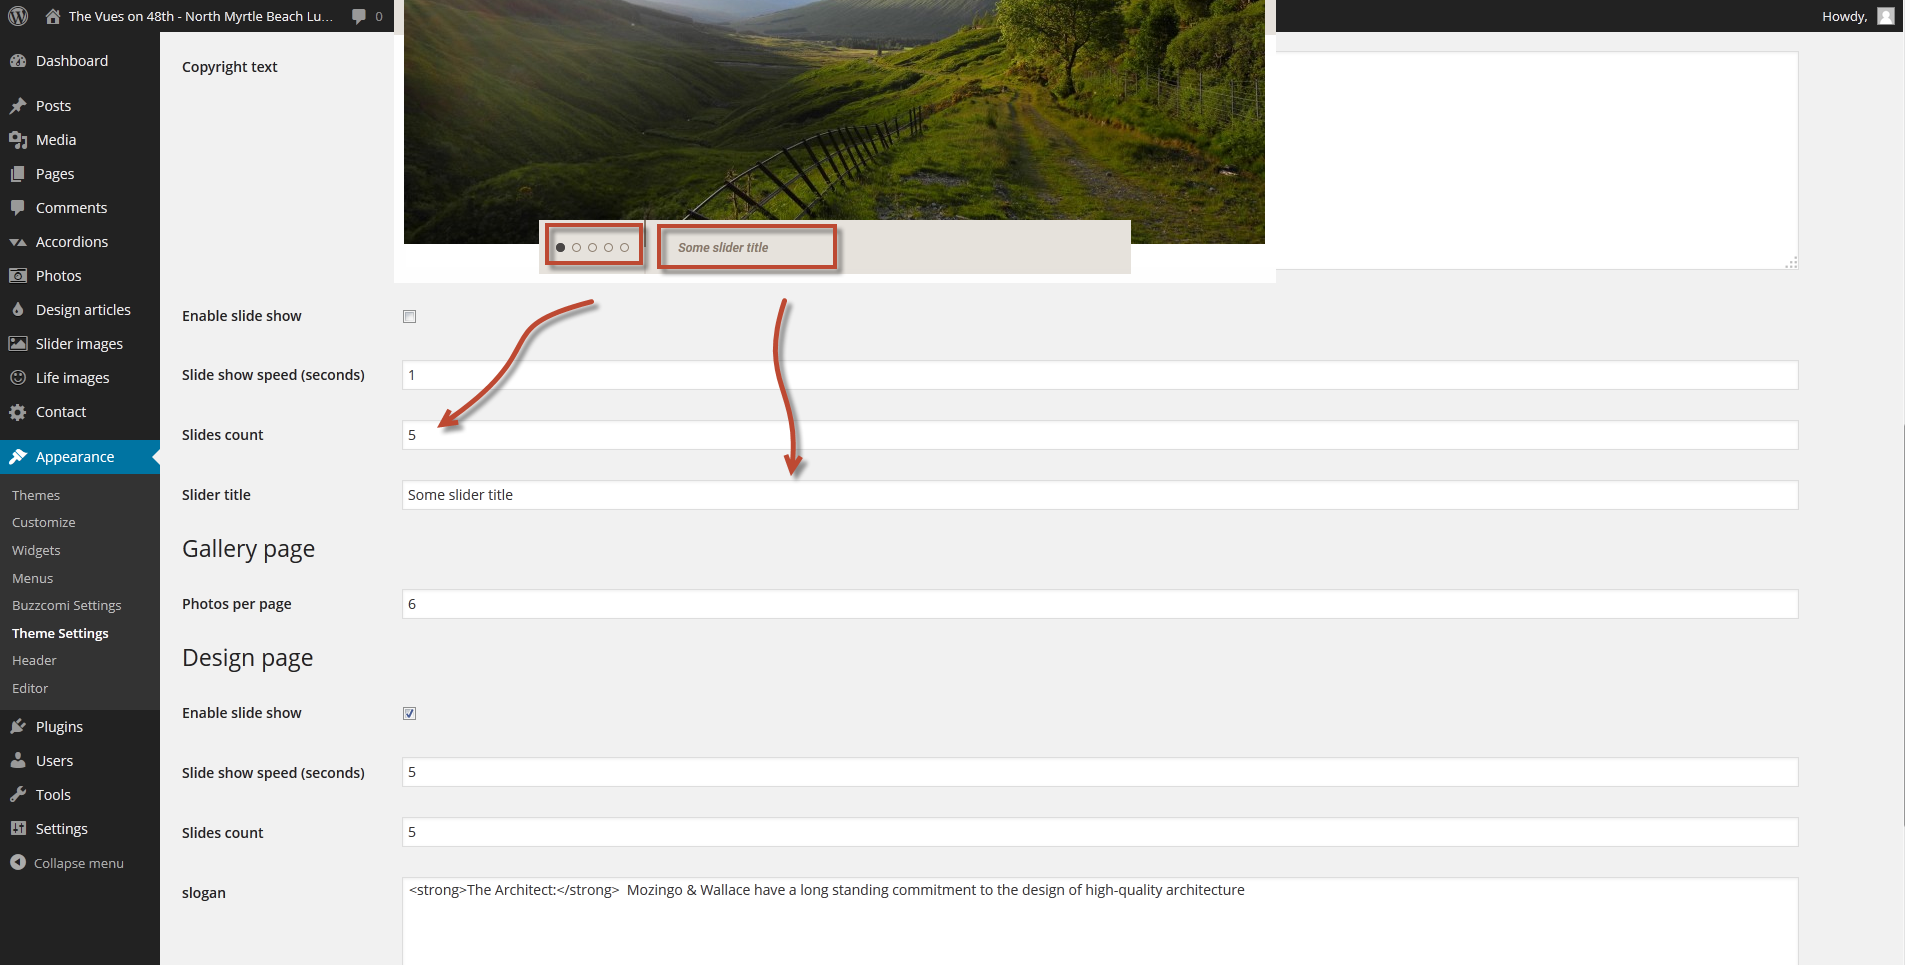 The Vues on 48th - North Myrtle Beach Lu...
0
Howdy,
Dashboard
Posts
Media
Pages
Comments
Accordions
Photos
Design articles
Slider images
Life images
Contact
Appearance
Themes
Customize
Widgets
Menus
Buzzcomi Settings
Theme Settings
Header
Editor
Plugins
Users
Tools
Settings
Collapse menu
Copyright text
Some slider title
Enable slide show
Slide show speed (seconds)
1
Slides count
5
Slider title
Some slider title
Gallery page
Photos per page
6
Design page
Enable slide show
Slide show speed (seconds)
5
Slides count
5
slogan
<strong>The Architect:</strong>  Mozingo & Wallace have a long standing commitment to the design of high-quality architecture